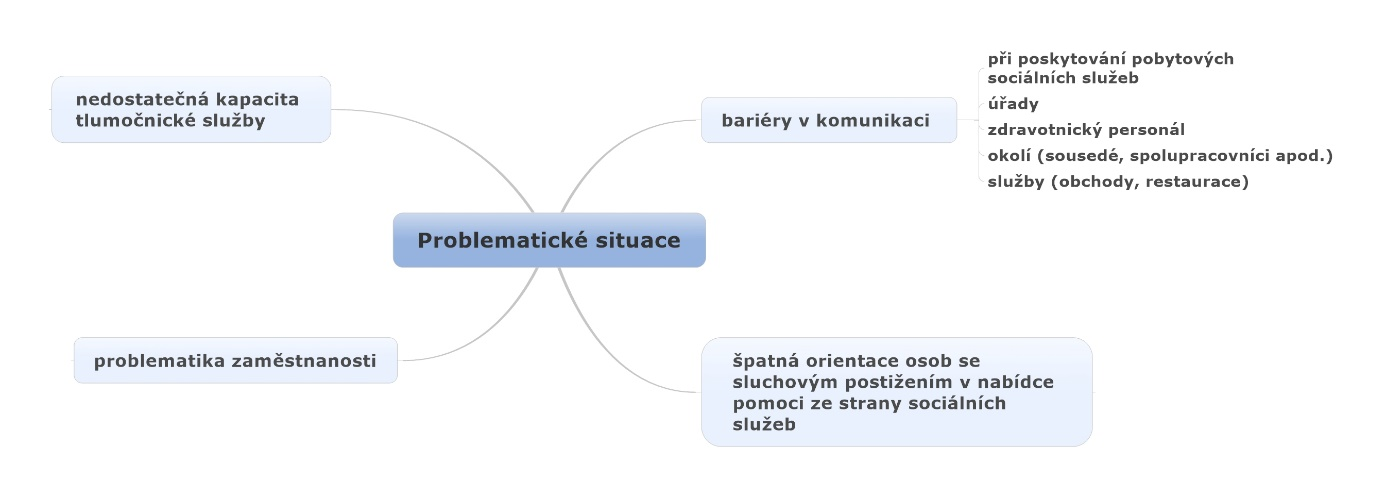 nedostatečná kapacita
tlumočnické služby
bariéry v komunikaci
při poskytování pobytových
sociálních služeb
úřady
zdravotnický personál
okolí (sousedé, spolupracovníci apod.)
služby (obchody, restaurace)
Problematické situace
problematika zaměstnanosti
špatná orientace osob se
sluchovým postižením v nabídce
pomoci ze strany sociálních
služeb